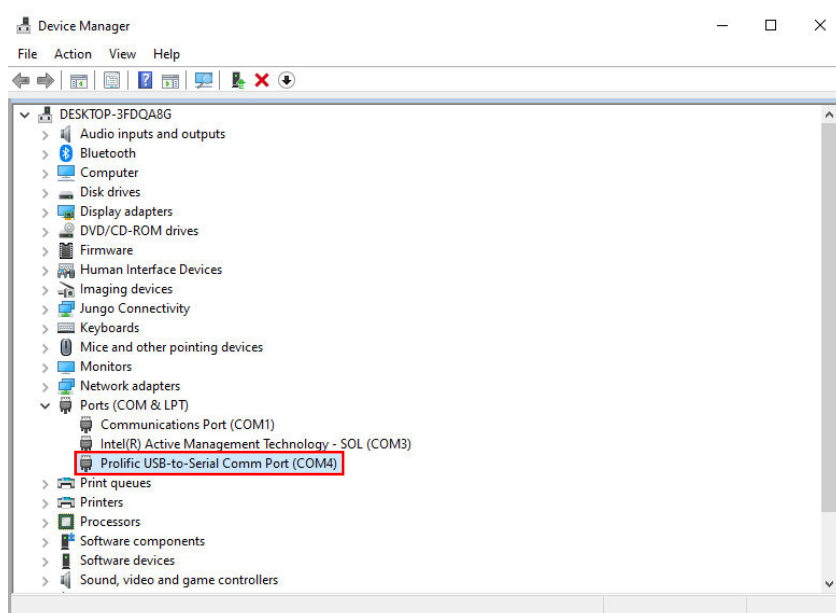 Device Manager
File Action View Help
DESKTOP-3FDQA8G
Audio inputs and outputs
Bluetooth
Computer
Disk drives
Display adapters
DVD/CD-ROM drives
Firmware
Human Interface Devices
Imaging devices
Jungo Connectivity
Keyboards
Mice and other pointing devices
Monitors
Network adapters
Ports (COM & LPT)
Communications Port (COM1)
Intel(R) Active Management Technology - SOL (COM3)
Prolific USB-to-Serial Comm Port (COM4)
Print queues
Printers
Processors
Software components
Software devices
Sound, video and game controllers